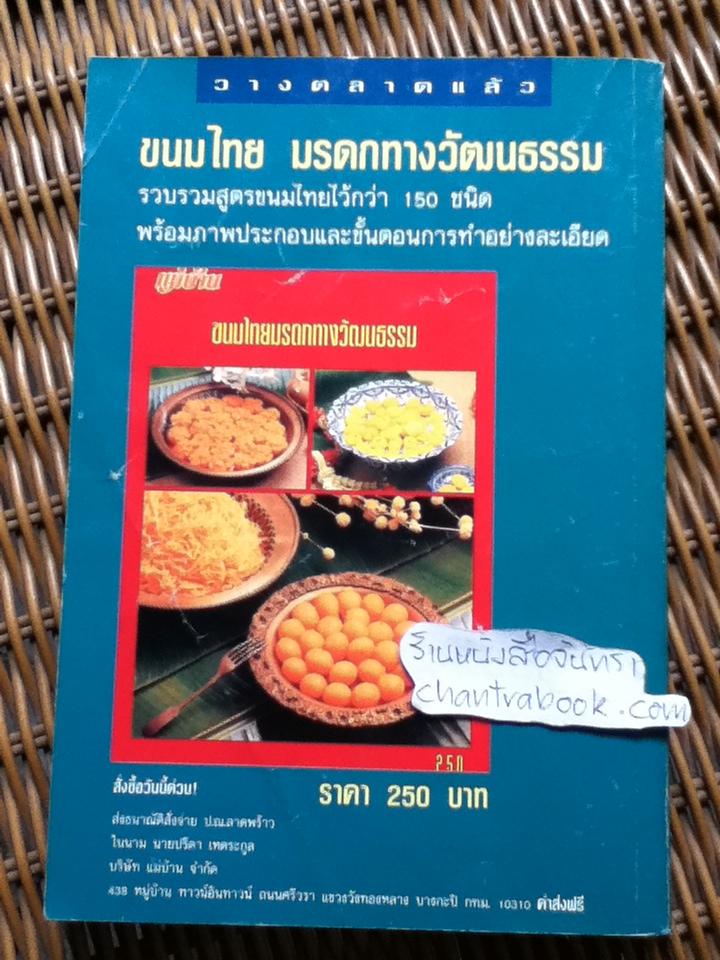 วางตลาดแล้ว
ขนมไทย มรดกทางวัฒนธรรม
รวบรวมสูตรขนมไทยไว้กว่า 150 ชนิด
พร้อมภาพประกอบและขั้นตอนการทำอย่างละเอียด
แม่บ้าน
ขนมไทยมรดกทางวัฒนธรรม
ร้านหนังสือจันทรา
chantrabook.com
250
สั่งซื้อวันนี้ด่วน!
ราคา 250 บาท
ส่งธนาณัติสั่งจ่าย ป.ณ.ลาดพร้าว
ในนาม นายปรีดา เทตระกูล
บริษัท แม่บ้าน จำกัด
438 หมู่บ้าน ทาวน์อินทาวน์ ถนนศรีวรา แขวงวังทองหลาง บางกะปิ กทม. 10310 ค่าส่งฟรี